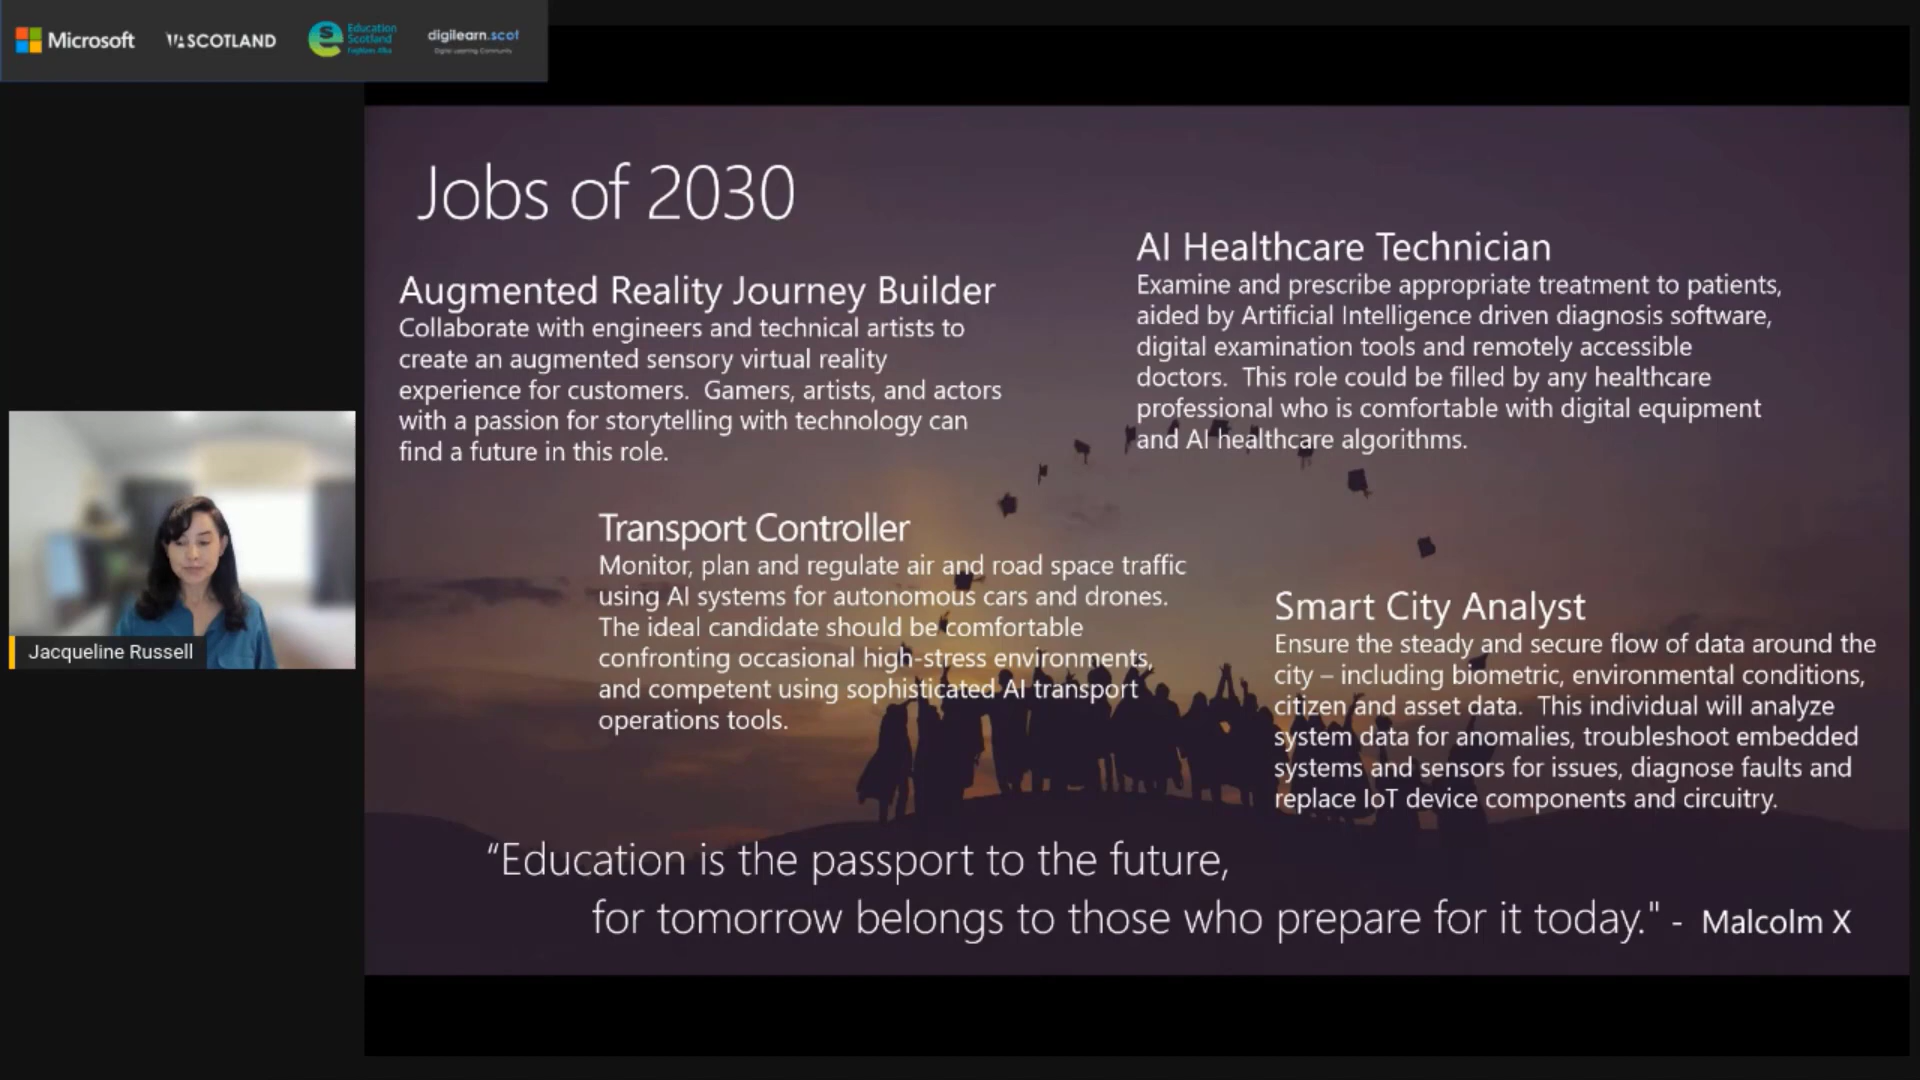 Microsoft
SCOTLAND
Education
Scotland
Foghlam Alba
digilearn.scot
Digital Learning Community
Jobs of 2030
Augmented Reality Journey Builder
Collaborate with engineers and technical artists to
create an augmented sensory virtual reality
experience for customers.  Gamers, artists, and actors
with a passion for storytelling with technology can
find a future in this role.
AI Healthcare Technician
Examine and prescribe appropriate treatment to patients,
aided by Artificial Intelligence driven diagnosis software,
digital examination tools and remotely accessible
doctors.  This role could be filled by any healthcare
professional who is comfortable with digital equipment
and AI healthcare algorithms.
Transport Controller
Monitor, plan and regulate air and road space traffic
using AI systems for autonomous cars and drones.
The ideal candidate should be comfortable
confronting occasional high-stress environments,
and competent using sophisticated AI transport
operations tools.
Smart City Analyst
Ensure the steady and secure flow of data around the
city – including biometric, environmental conditions,
citizen and asset data.  This individual will analyze
system data for anomalies, troubleshoot embedded
systems and sensors for issues, diagnose faults and
replace IoT device components and circuitry.
“Education is the passport to the future,
for tomorrow belongs to those who prepare for it today." -  Malcolm X
Jacqueline Russell